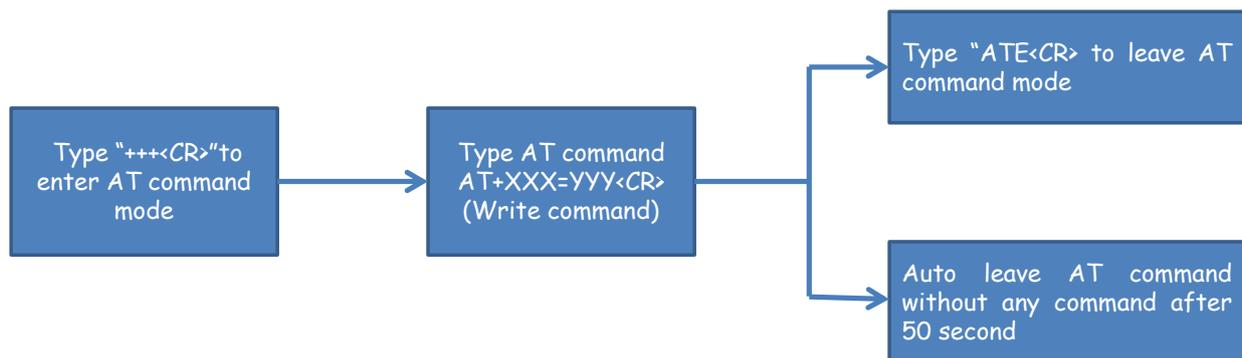 Type “+++<CR>”to
enter AT command
mode
Type AT command
AT+XXX=YYY<CR>
(Write command)
Type “ATE<CR> to leave AT
command mode
Auto leave AT command
without any command after
50 second